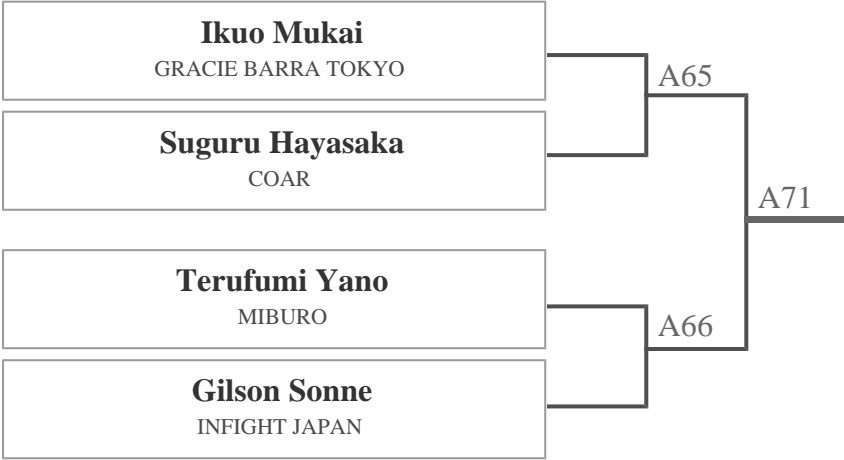 Ikuo Mukai
GRACIE BARRA TOKYO
A65
Suguru Hayasaka
COAR
A71
Terufumi Yano
MIBURO
A66
Gilson Sonne
INFIGHT JAPAN